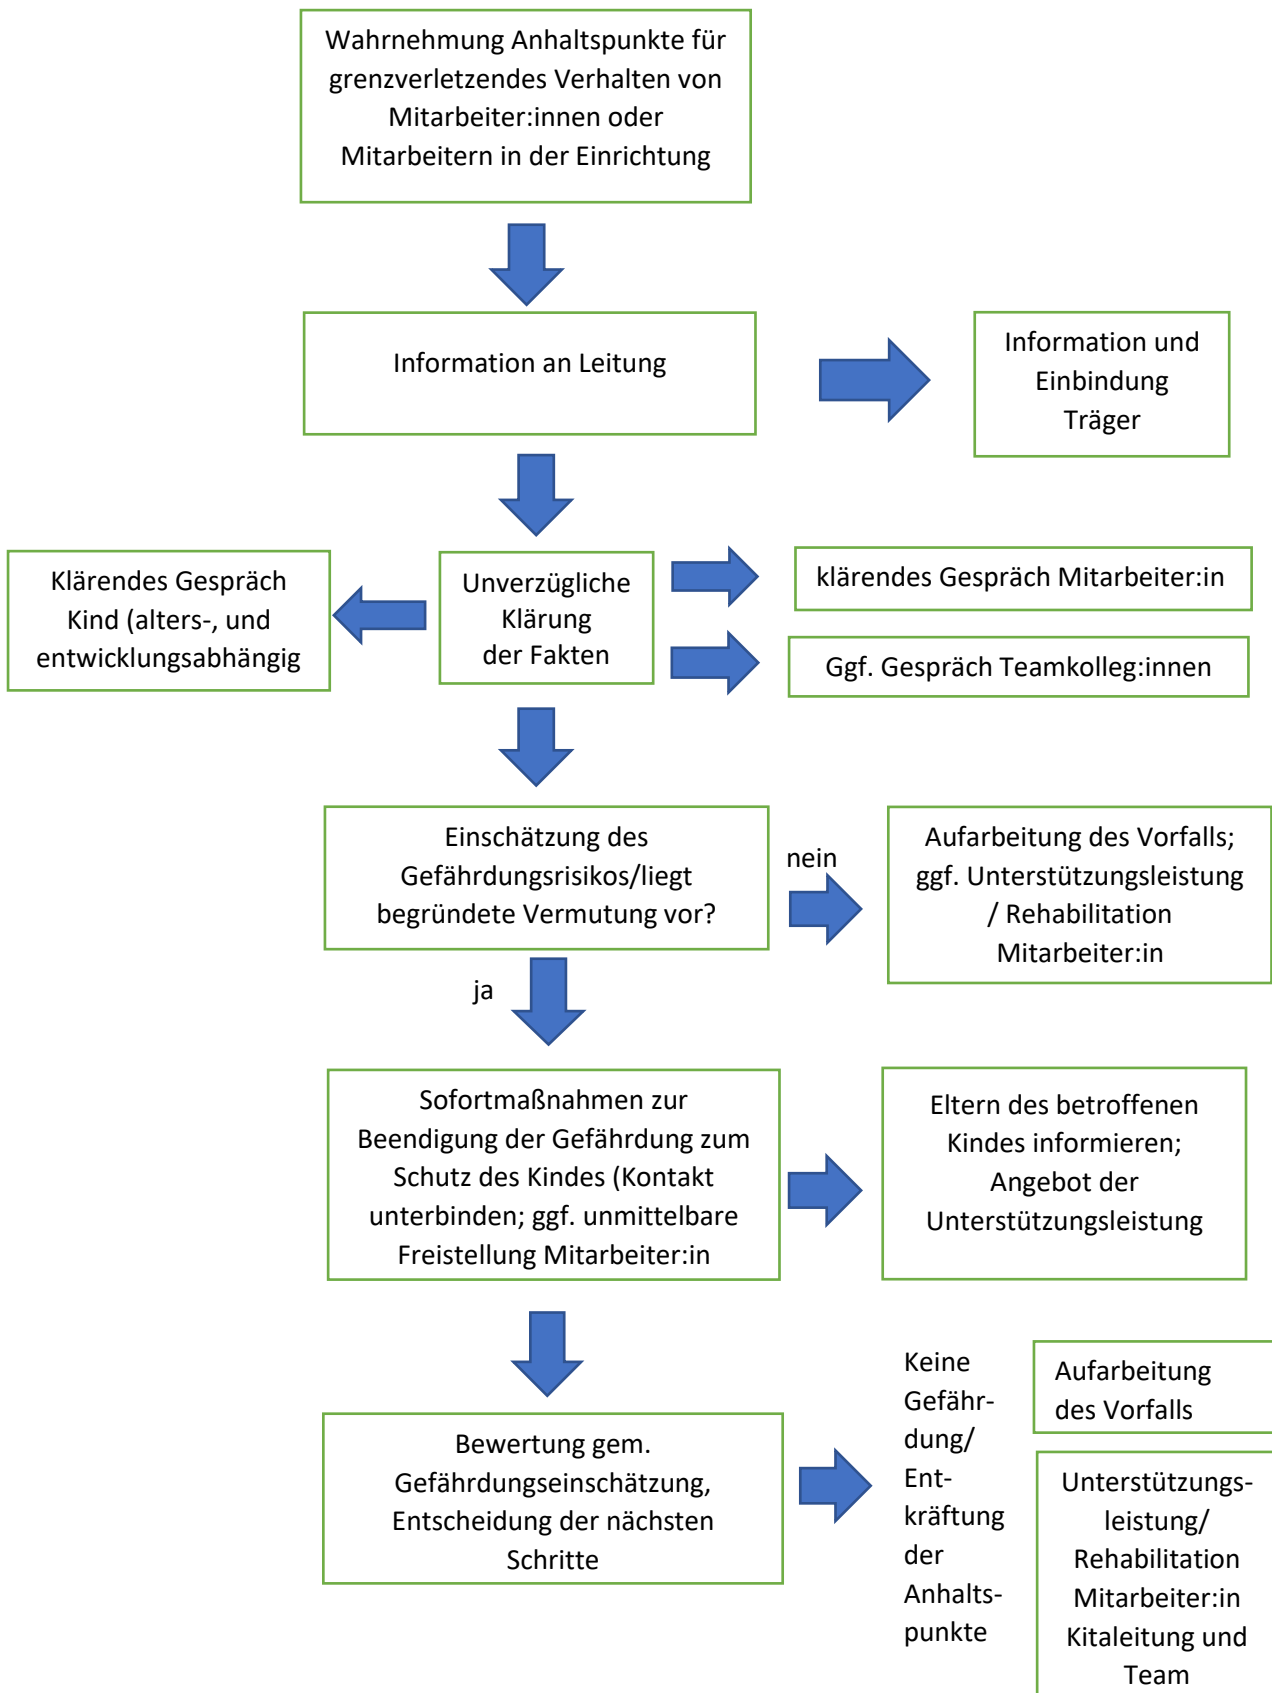 Wahrnehmung Anhaltspunkte für
grenzverletzendes Verhalten von
Mitarbeiter:innen oder
Mitarbeitern in der Einrichtung
Information an Leitung
Information und
Einbindung
Träger
Klärendes Gespräch
Kind (alters-, und
entwicklungsabhängig
Unverzügliche
Klärung
der Fakten
klärendes Gespräch Mitarbeiter:in
Ggf. Gespräch Teamkolleg:innen
Einschätzung des
Gefährdungsrisikos/liegt
begründete Vermutung vor?
nein
Aufarbeitung des Vorfalls;
ggf. Unterstützungsleistung
/ Rehabilitation
Mitarbeiter:in
ja
Sofortmaßnahmen zur
Beendigung der Gefährdung zum
Schutz des Kindes (Kontakt
unterbinden; ggf. unmittelbare
Freistellung Mitarbeiter:in
Eltern des betroffenen
Kindes informieren;
Angebot der
Unterstützungsleistung
Bewertung gem.
Gefährdungseinschätzung,
Entscheidung der nächsten
Schritte
Keine
Gefähr-
dung/
Ent-
kräftung
der
Anhalts-
punkte
Aufarbeitung
des Vorfalls
Unterstützungs-
leistung/
Rehabilitation
Mitarbeiter:in
Kitaleitung und
Team